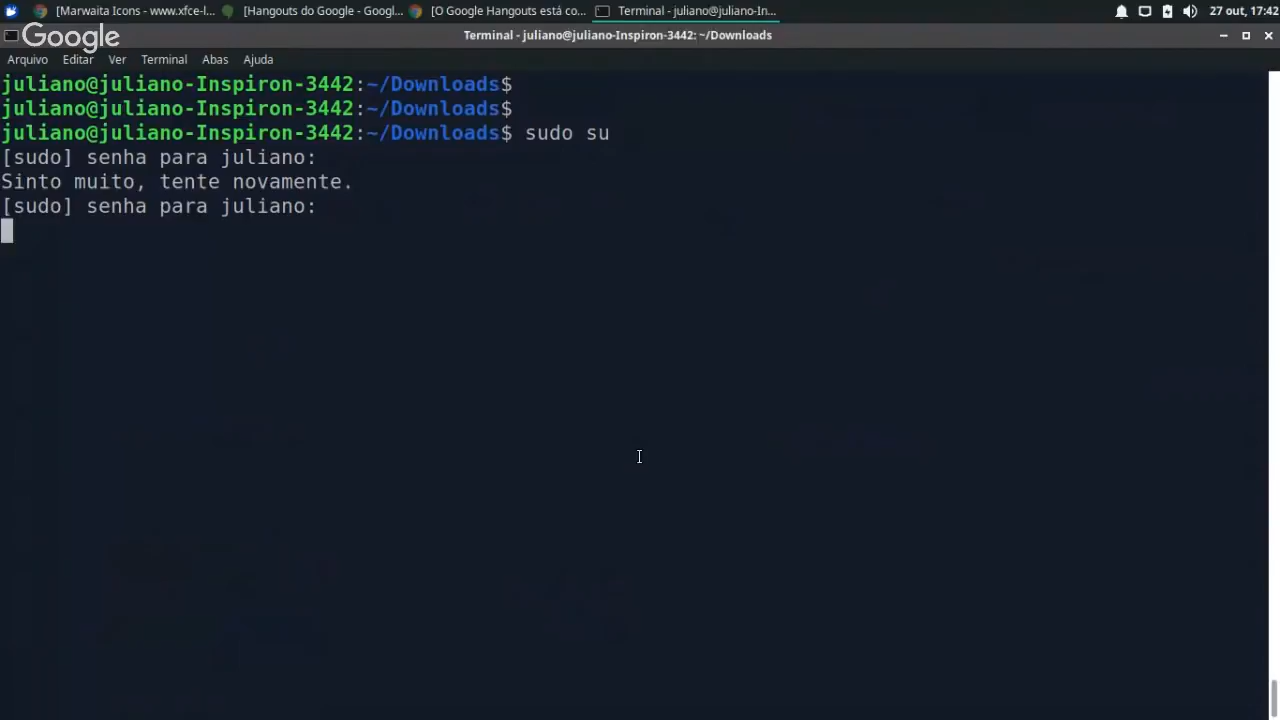 [Marwaita Icons - www.xfce-l... [Hangouts do Google - Googl... [O Google Hangouts está co... Terminal - juliano@juliano-In... 27 out, 17:42
Google
Terminal - juliano@juliano-Inspiron-3442: ~/Downloads
Arquivo Editar Ver Terminal Abas Ajuda
juliano@juliano-Inspiron-3442:~/Downloads$
juliano@juliano-Inspiron-3442:~/Downloads$
juliano@juliano-Inspiron-3442:~/Downloads$ sudo su
[sudo] senha para juliano:
Sinto muito, tente novamente.
[sudo] senha para juliano: